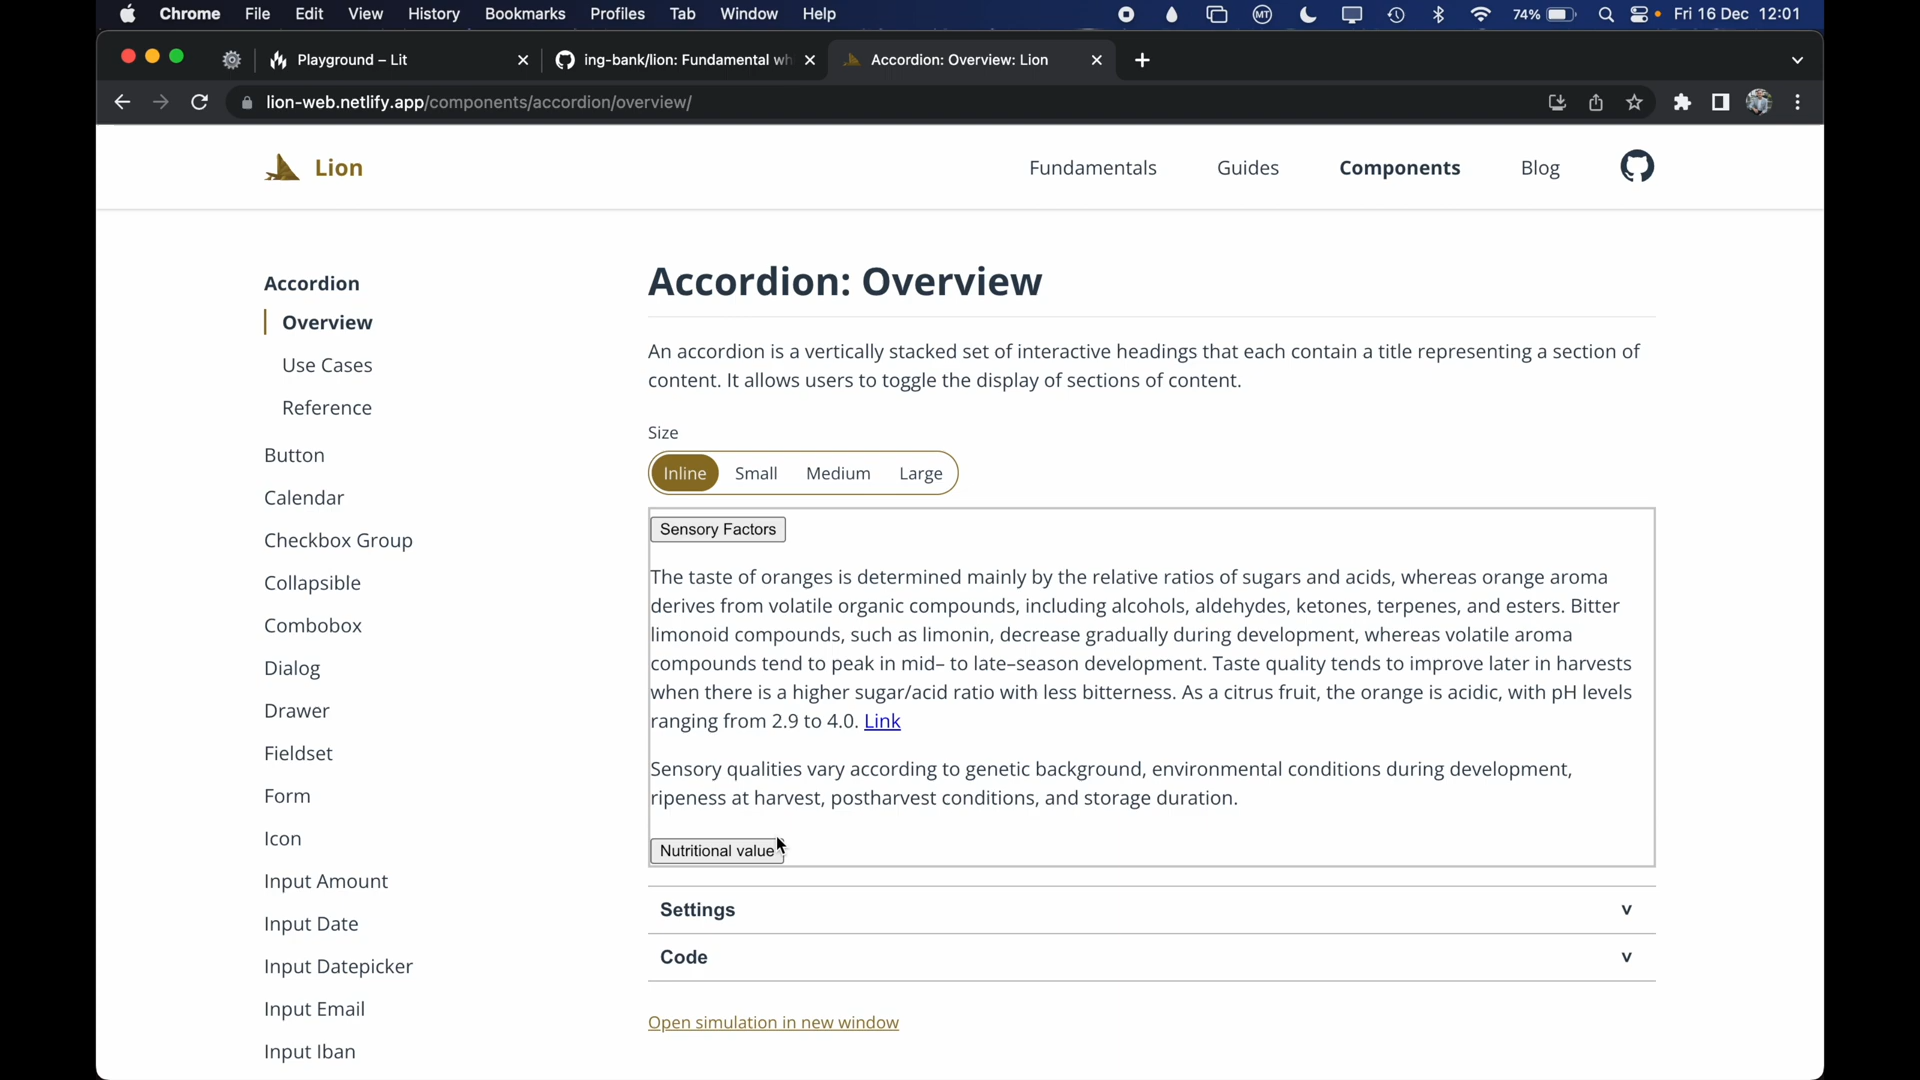 Chrome File Edit View History Bookmarks Profiles Tab Window Help MT 74% Fri 16 Dec 12:01
Playground – Lit ing-bank/lion: Fundamental wh Accordion: Overview: Lion
lion-web.netlify.app/components/accordion/overview/
Lion Fundamentals Guides Components Blog
Accordion
Overview
Use Cases
Reference
Button
Calendar
Checkbox Group
Collapsible
Combobox
Dialog
Drawer
Fieldset
Form
Icon
Input Amount
Input Date
Input Datepicker
Input Email
Input Iban
Accordion: Overview
An accordion is a vertically stacked set of interactive headings that each contain a title representing a section of
content. It allows users to toggle the display of sections of content.
Size
Inline Small Medium Large
Sensory Factors
The taste of oranges is determined mainly by the relative ratios of sugars and acids, whereas orange aroma
derives from volatile organic compounds, including alcohols, aldehydes, ketones, terpenes, and esters. Bitter
limonoid compounds, such as limonin, decrease gradually during development, whereas volatile aroma
compounds tend to peak in mid– to late–season development. Taste quality tends to improve later in harvests
when there is a higher sugar/acid ratio with less bitterness. As a citrus fruit, the orange is acidic, with pH levels
ranging from 2.9 to 4.0. Link
Sensory qualities vary according to genetic background, environmental conditions during development,
ripeness at harvest, postharvest conditions, and storage duration.
Nutritional value
Settings
Code
Open simulation in new window